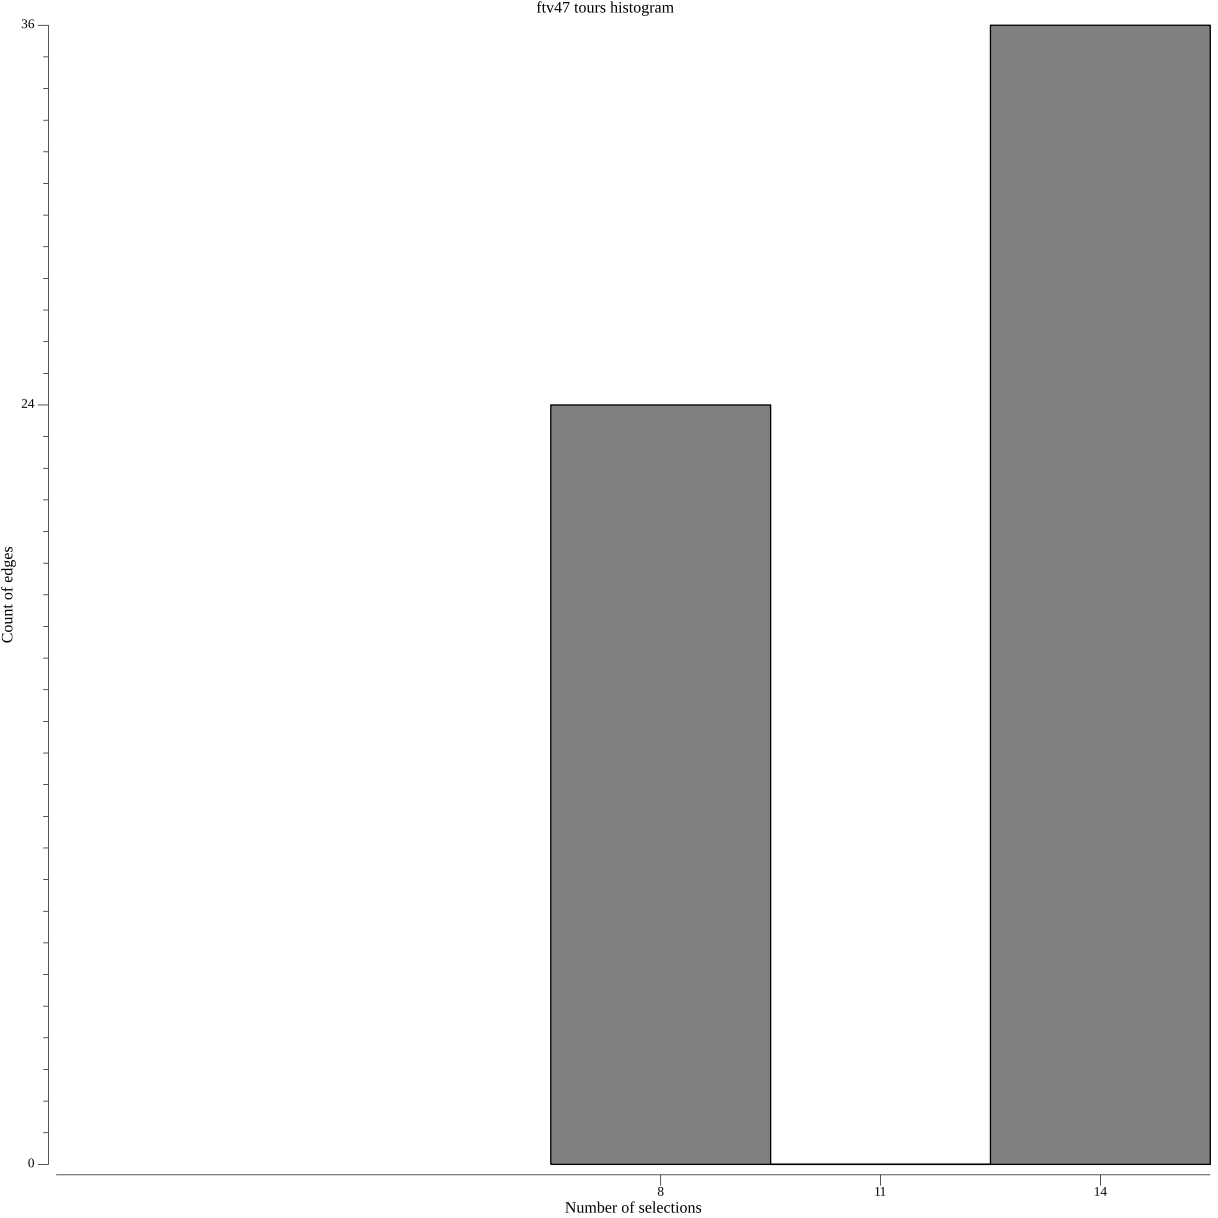 ftv47 tours histogram
36
24
0
Count of edges
8 11 14
Number of selections